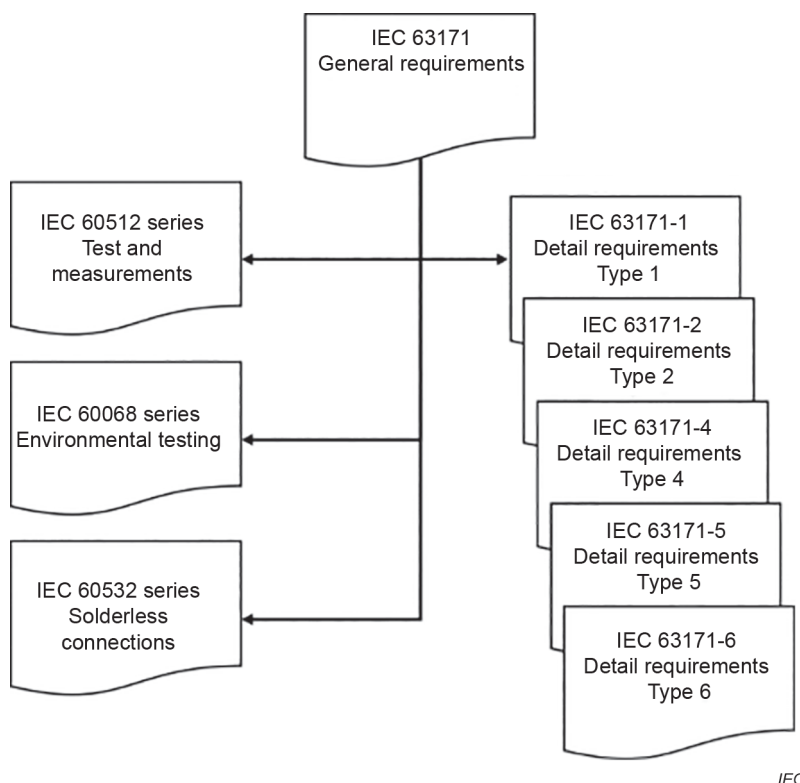 IEC 63171
General requirements
IEC 60512 series
Test and
measurements
IEC 60068 series
Environmental testing
IEC 60532 series
Solderless
connections
IEC 63171-1
Detail requirements
Type 1
IEC 63171-2
Detail requirements
Type 2
IEC 63171-4
Detail requirements
Type 4
IEC 63171-5
Detail requirements
Type 5
IEC 63171-6
Detail requirements
Type 6
IEC